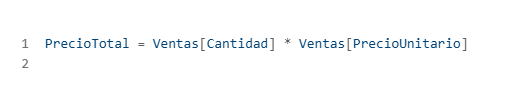 1 PrecioTotal = Ventas[Cantidad] * Ventas[PrecioUnitario]
2